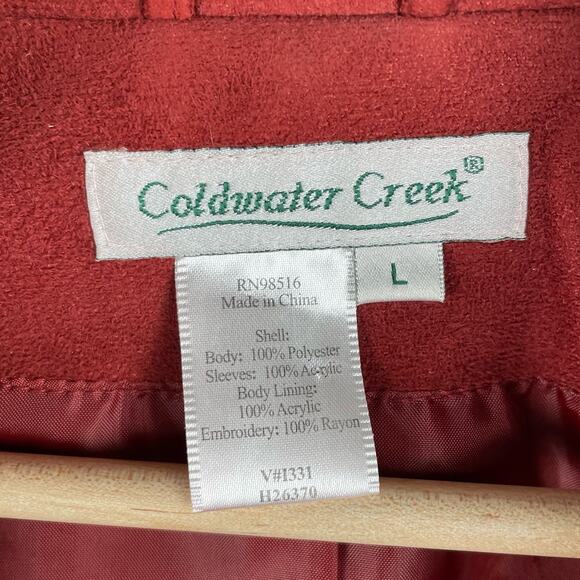 Coldwater Creek®
L
RN98516
Made in China
Shell:
Body: 100% Polyester
Sleeves: 100% Acrylic
Body Lining:
100% Acrylic
Embroidery: 100% Rayon
V#I331
H26370